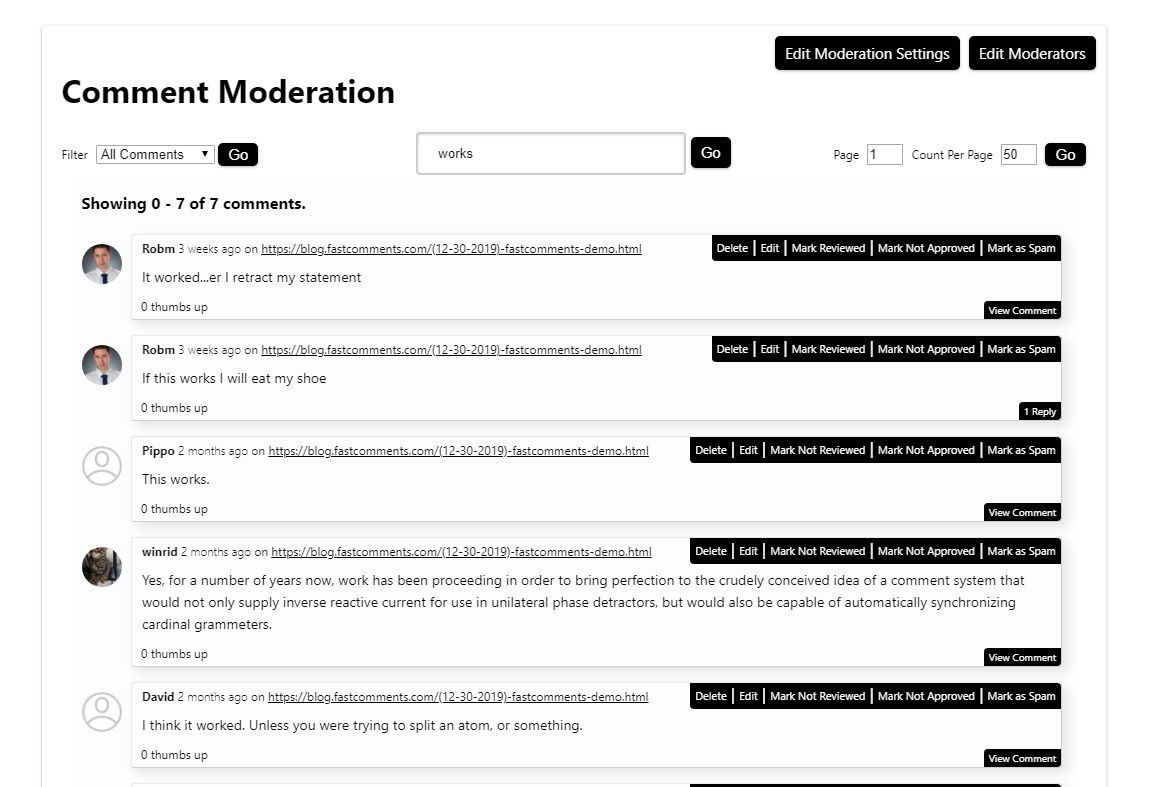 Edit Moderation Settings Edit Moderators
Comment Moderation
Filter All Comments Go works Go Page 1 Count Per Page 50 Go
Showing 0 - 7 of 7 comments.
Robm 3 weeks ago on https://blog.fastcomments.com/(12-30-2019)-fastcomments-demo.html Delete Edit Mark Reviewed Mark Not Approved Mark as Spam
It worked...er I retract my statement
0 thumbs up View Comment
Robm 3 weeks ago on https://blog.fastcomments.com/(12-30-2019)-fastcomments-demo.html Delete Edit Mark Reviewed Mark Not Approved Mark as Spam
If this works I will eat my shoe
0 thumbs up 1 Reply
Pippo 2 months ago on https://blog.fastcomments.com/(12-30-2019)-fastcomments-demo.html Delete Edit Mark Not Reviewed Mark Not Approved Mark as Spam
This works.
0 thumbs up View Comment
winrid 2 months ago on https://blog.fastcomments.com/(12-30-2019)-fastcomments-demo.html Delete Edit Mark Not Reviewed Mark Not Approved Mark as Spam
Yes, for a number of years now, work has been proceeding in order to bring perfection to the crudely conceived idea of a comment system that
would not only supply inverse reactive current for use in unilateral phase detractors, but would also be capable of automatically synchronizing
cardinal grammeters.
0 thumbs up View Comment
David 2 months ago on https://blog.fastcomments.com/(12-30-2019)-fastcomments-demo.html Delete Edit Mark Not Reviewed Mark Not Approved Mark as Spam
I think it worked. Unless you were trying to split an atom, or something.
0 thumbs up View Comment